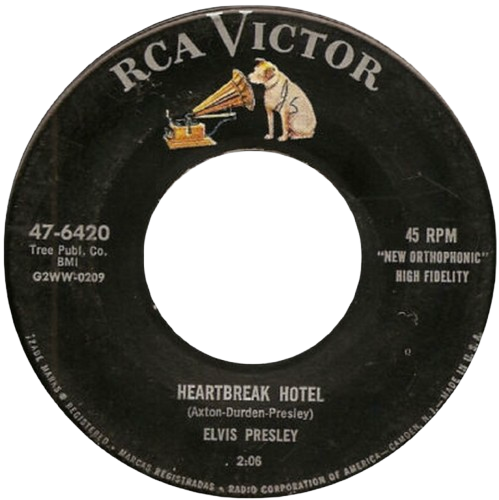 RCA VICTOR
47-6420
Tree Publ. Co.
BMI
G2WW-0209
45 RPM
"NEW ORTHOPHONIC"
HIGH FIDELITY
HEARTBREAK HOTEL
(Axton-Durden-Presley)
ELVIS PRESLEY
2:06
TRADE MARKS ® REGISTERED • MARCAS REGISTRADAS • RADIO CORPORATION OF AMERICA—CAMDEN, N.J.—MADE IN U.S.A.